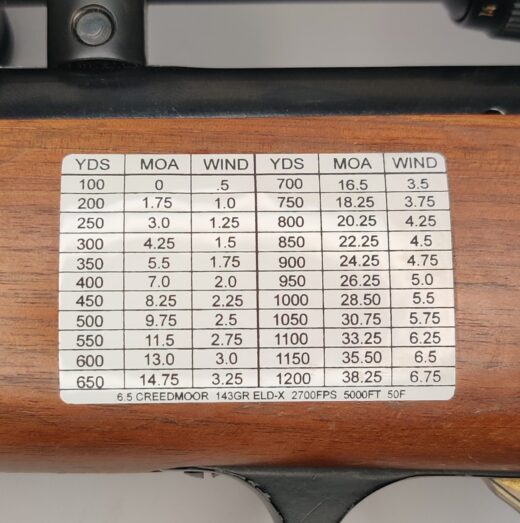 YDS MOA WIND YDS MOA WIND
100 0 .5 700 16.5 3.5
200 1.75 1.0 750 18.25 3.75
250 3.0 1.25 800 20.25 4.25
300 4.25 1.5 850 22.25 4.5
350 5.5 1.75 900 24.25 4.75
400 7.0 2.0 950 26.25 5.0
450 8.25 2.25 1000 28.50 5.5
500 9.75 2.5 1050 30.75 5.75
550 11.5 2.75 1100 33.25 6.25
600 13.0 3.0 1150 35.50 6.5
650 14.75 3.25 1200 38.25 6.75
6.5 CREEDMOOR 143GR ELD-X 2700FPS 5000FT 50F